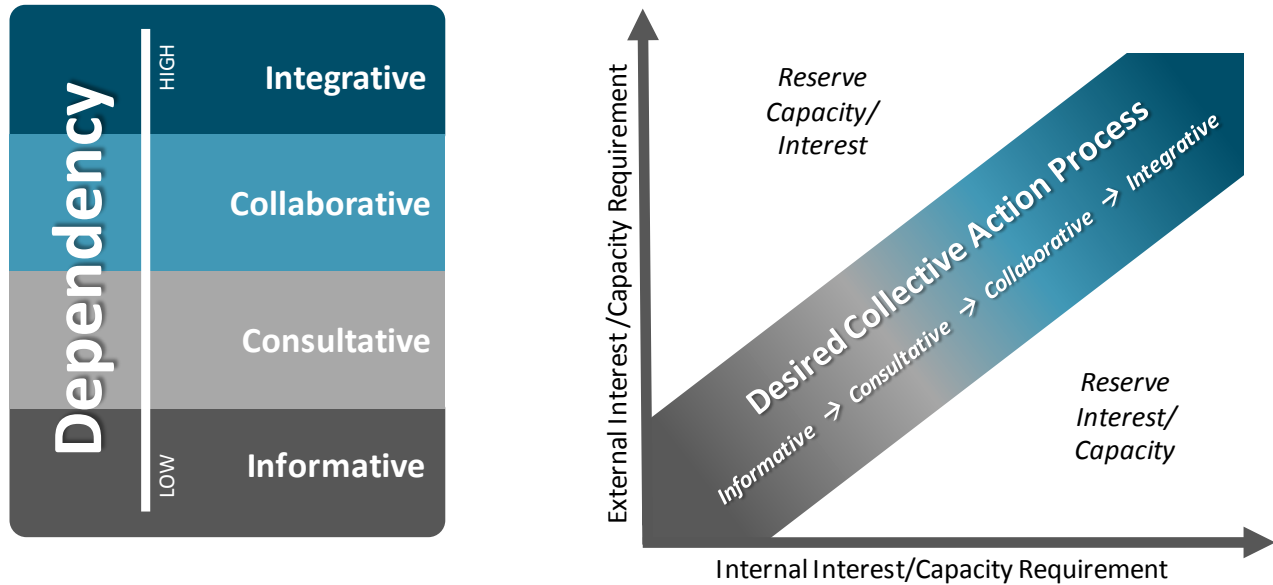 Dependency
HIGH
LOW
Integrative
Collaborative
Consultative
Informative
External Interest /Capacity Requirement
Reserve
Capacity/
Interest
Desired Collective Action Process
Informative → Consultative → Collaborative → Integrative
Reserve
Interest/
Capacity
Internal Interest/Capacity Requirement